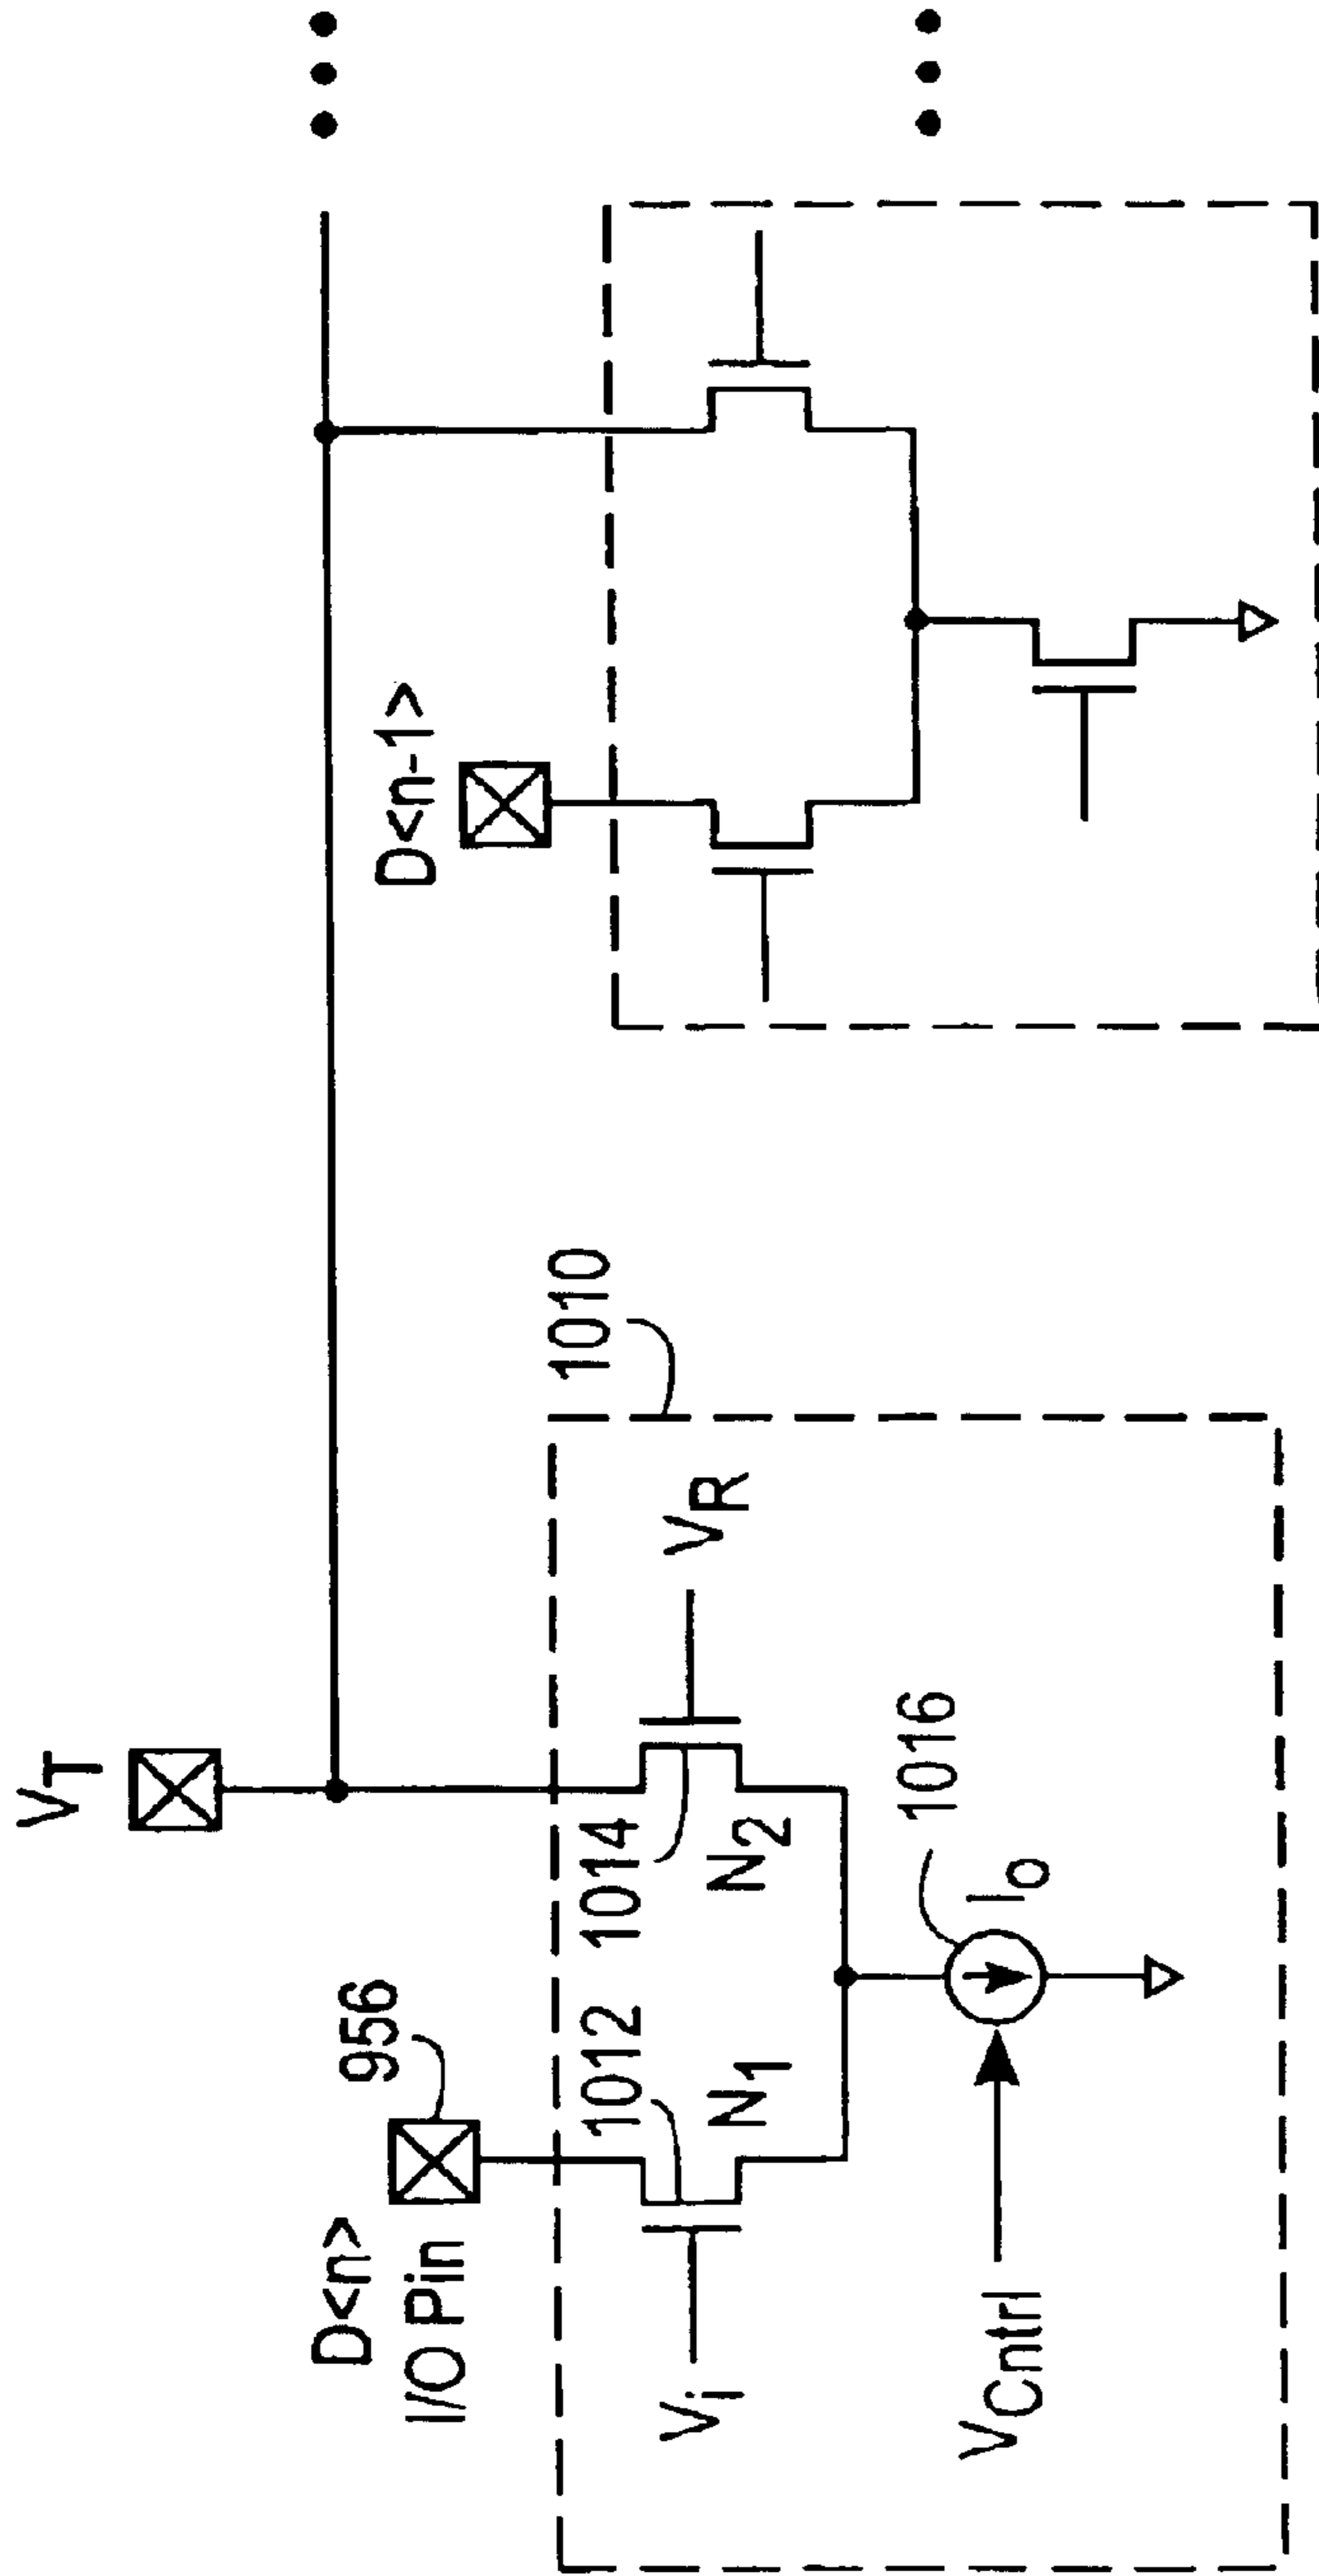 V_T
D<n>
I/O Pin
956
D<n-1>
1010
1012
1014
V_i
N_1
N_2
V_R
1016
V_Cntrl
I_o